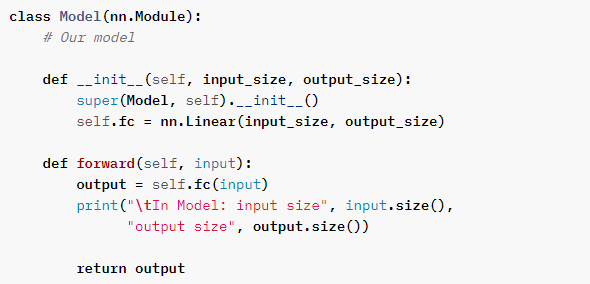 class Model(nn.Module):
    # Our model

    def __init__(self, input_size, output_size):
        super(Model, self).__init__()
        self.fc = nn.Linear(input_size, output_size)

    def forward(self, input):
        output = self.fc(input)
        print("\tIn Model: input size", input.size(),
              "output size", output.size())

        return output